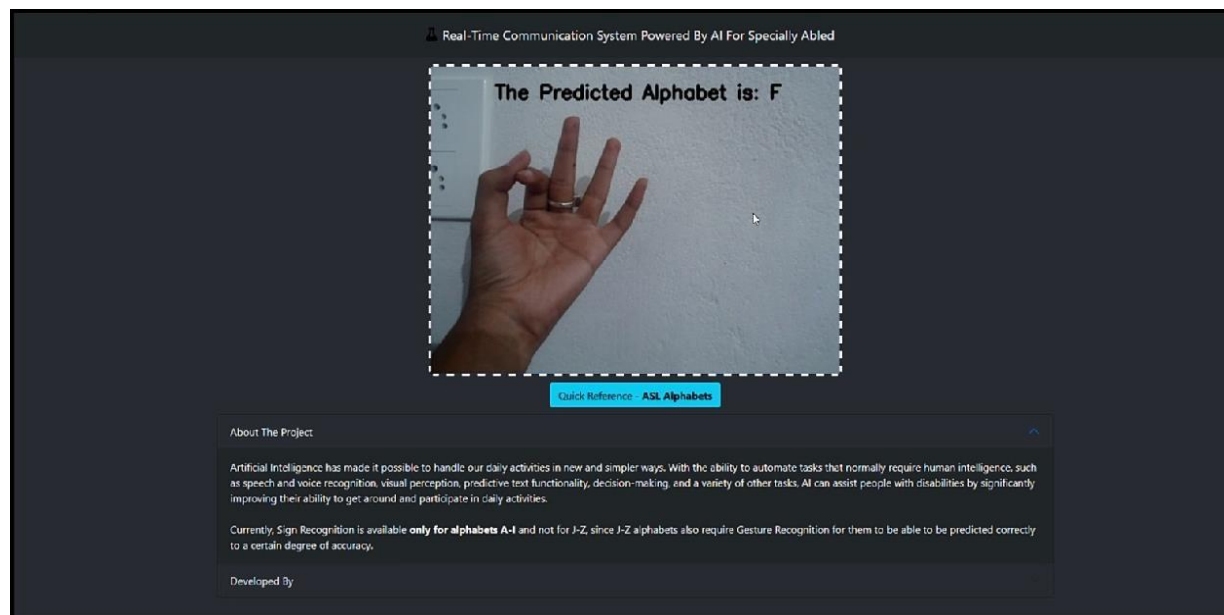 Real-Time Communication System Powered By AI For Specially Abled
The Predicted Alphabet is: F
Quick Reference - ASL Alphabets
About The Project
Artificial Intelligence has made it possible to handle our daily activities in new and simpler ways. With the ability to automate tasks that normally require human intelligence, such
as speech and voice recognition, visual perception, predictive text functionality, decision-making, and a variety of other tasks, AI can assist people with disabilities by significantly
improving their ability to get around and participate in daily activities.
Currently, Sign Recognition is available only for alphabets A-I and not for J-Z, since J-Z alphabets also require Gesture Recognition for them to be able to be predicted correctly
to a certain degree of accuracy.
Developed By